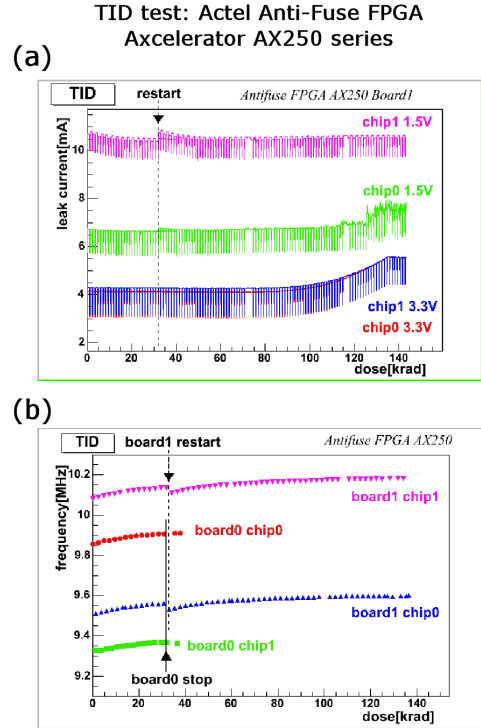 TID test: Actel Anti-Fuse FPGA
Axcelerator AX250 series
(a)
TID
restart
Antifuse FPGA AX250 Board1
leak current[mA]
10
8
6
4
2
chip1 1.5V
chip0 1.5V
chip1 3.3V
chip0 3.3V
0 20 40 60 80 100 120 140
dose[krad]
(b)
TID
board1 restart
Antifuse FPGA AX250
frequency[MHz]
10.2
10
9.8
9.6
9.4
9.2
board1 chip1
board0 chip0
board1 chip0
board0 chip1
board0 stop
0 20 40 60 80 100 120 140
dose[krad]